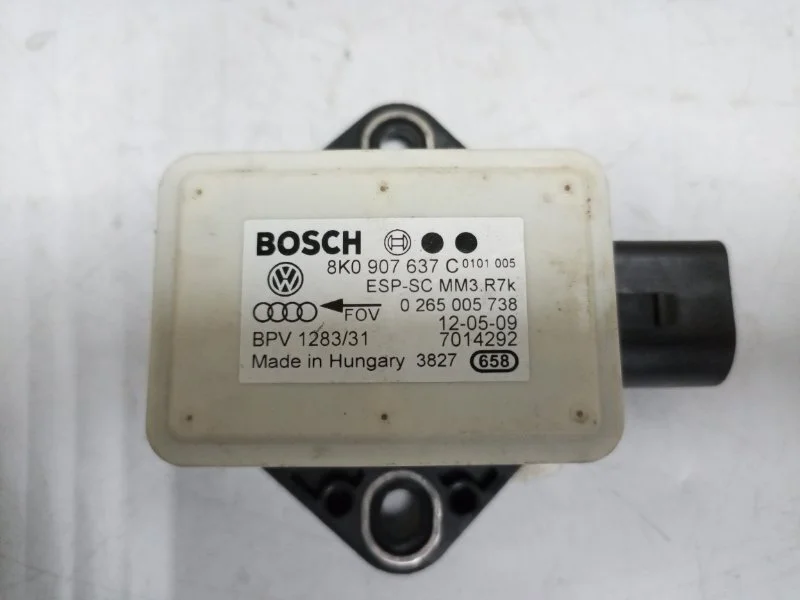 BOSCH
8K0 907 637 C 0101 005
ESP-SC MM3.R7k
FOV 0 265 005 738
12-05-09
BPV 1283/31 7014292
Made in Hungary 3827 658